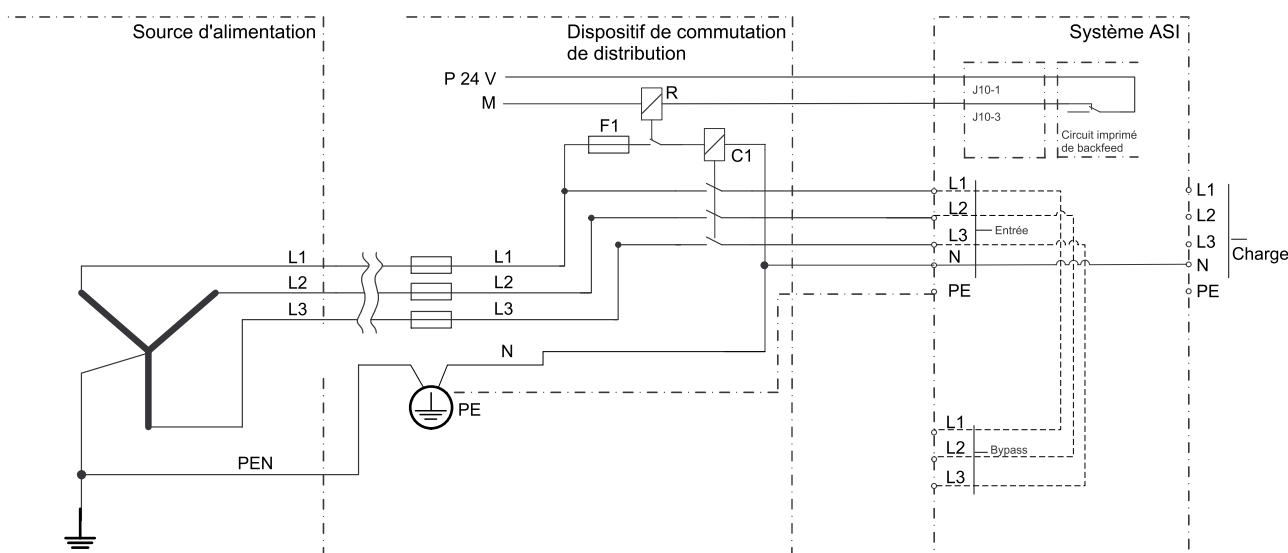 Source d'alimentation
Dispositif de commutation
de distribution
Système ASI
P 24 V
J10-1
R
M
J10-3
F1
C1
Circuit imprimé
de backfeed
L1
L2
L3
N
PE
Entrée
L1
L2
L3
N
PE
Charge
L1
L1
L2
L2
L3
L3
N
PE
PEN
L1
L2
L3
Bypass